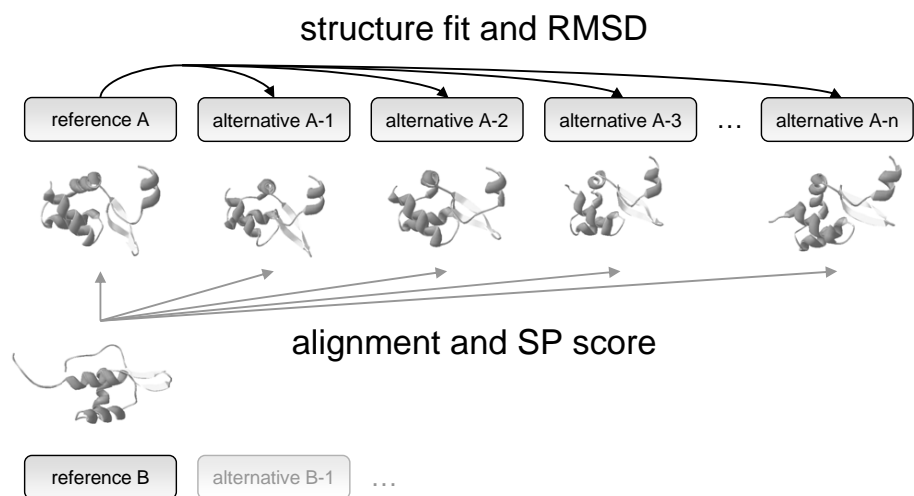 structure fit and RMSD
reference A
alternative A-1
alternative A-2
alternative A-3
...
alternative A-n
alignment and SP score
reference B
alternative B-1
...